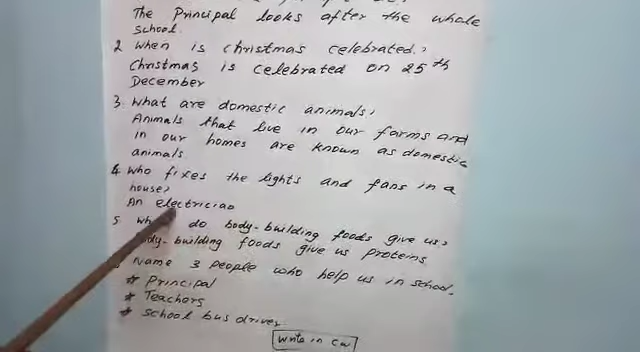 The Principal looks after the whole
school.
2 When is christmas celebrated?
Christmas is celebrated on 25th
December
3. What are domestic animals?
Animals that live in our farms and
in our homes are known as domestic
animals
4. Who fixes the lights and fans in a
house?
An electrician
5 do body-building foods give us?
body-building foods give us proteins
Name 3 people who help us in school.
* Principal
* Teachers
* School bus driver
Write in CW